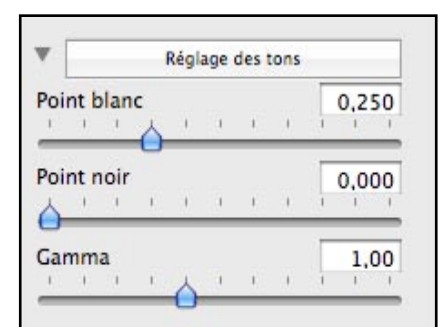 Réglage des tons
Point blanc 0,250
Point noir 0,000
Gamma 1,00